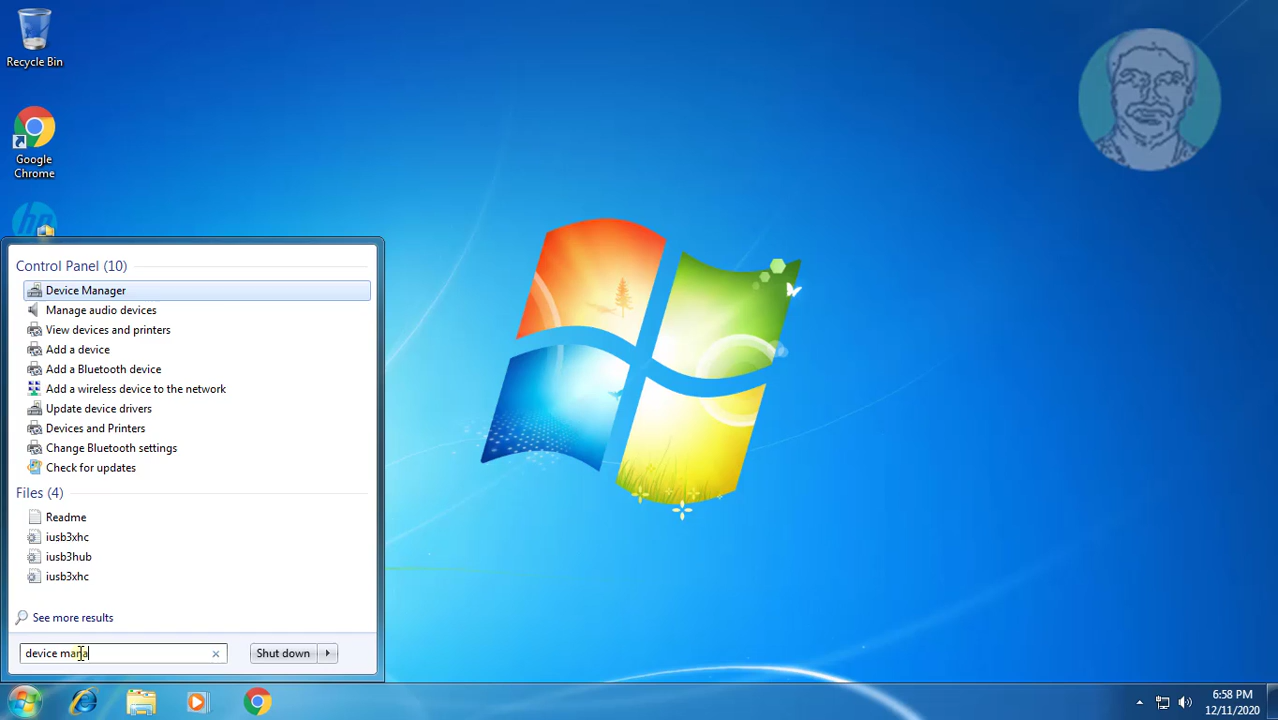 Recycle Bin
Google
Chrome
hp
Control Panel (10)
Device Manager
Manage audio devices
View devices and printers
Add a device
Add a Bluetooth device
Add a wireless device to the network
Update device drivers
Devices and Printers
Change Bluetooth settings
Check for updates
Files (4)
Readme
iusb3xhc
iusb3hub
iusb3xhc
See more results
device mana
Shut down
6:58 PM
12/11/2020